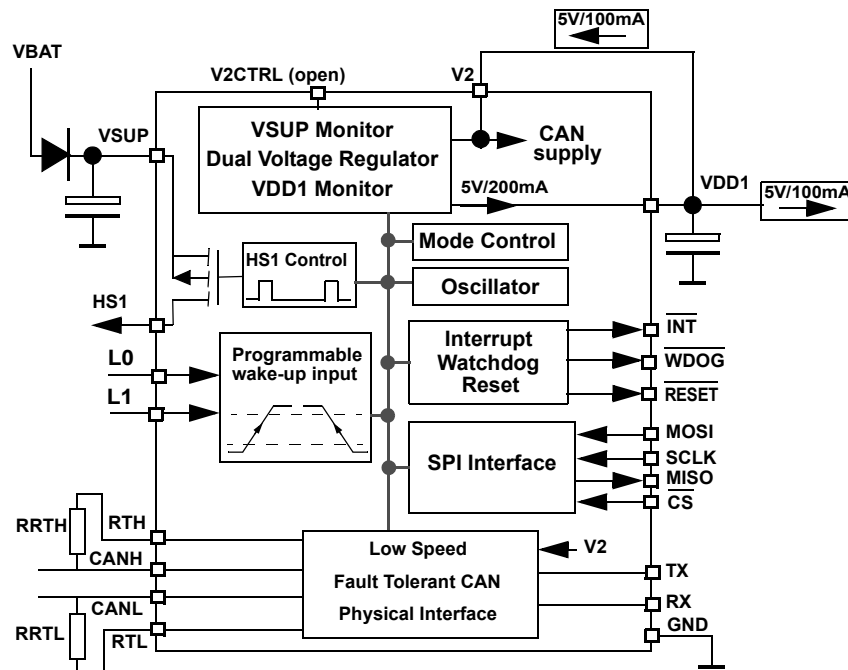 5V/100mA
VBAT
V2CTRL (open)
V2
VSUP
VSUP Monitor
Dual Voltage Regulator
VDD1 Monitor
CAN
supply
5V/200mA
VDD1
5V/100mA
Mode Control
HS1 Control
Oscillator
HS1
L0
L1
Programmable
wake-up input
Interrupt
Watchdog
Reset
INT
WDOG
RESET
SPI Interface
MOSI
SCLK
MISO
CS
RRTH
RTH
CANH
CANL
RRTL
RTL
Low Speed
Fault Tolerant CAN
Physical Interface
V2
TX
RX
GND